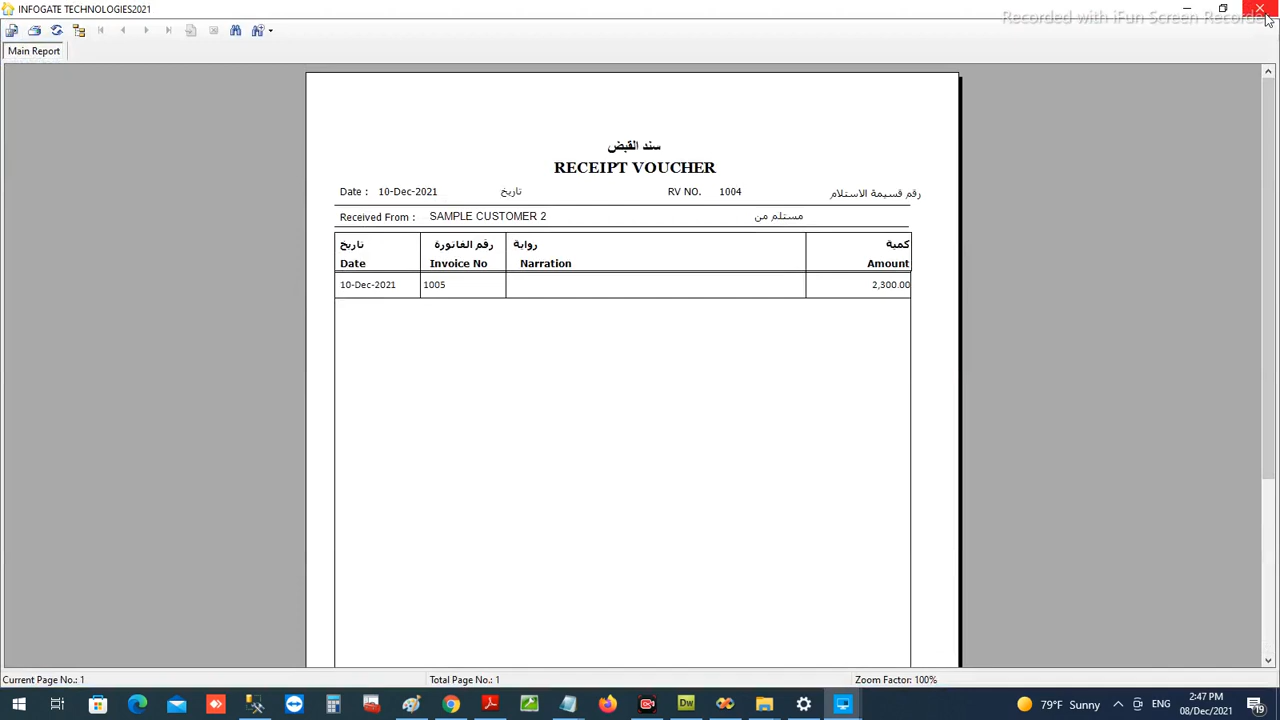 INFOGATE TECHNOLOGIES2021
Recorded with iFun Screen Recorder
Main Report
سند القبض
RECEIPT VOUCHER
Date : 10-Dec-2021 تاريخ RV NO. 1004 رقم قسيمة الاستلام
Received From : SAMPLE CUSTOMER 2 مستلم من
تاريخ رقم الفاتورة رواية كمية
Date Invoice No Narration Amount
10-Dec-2021 1005 2,300.00
Current Page No.: 1 Total Page No.: 1 Zoom Factor: 100%
Dw 79°F Sunny ENG 2:47 PM
08/Dec/2021 19